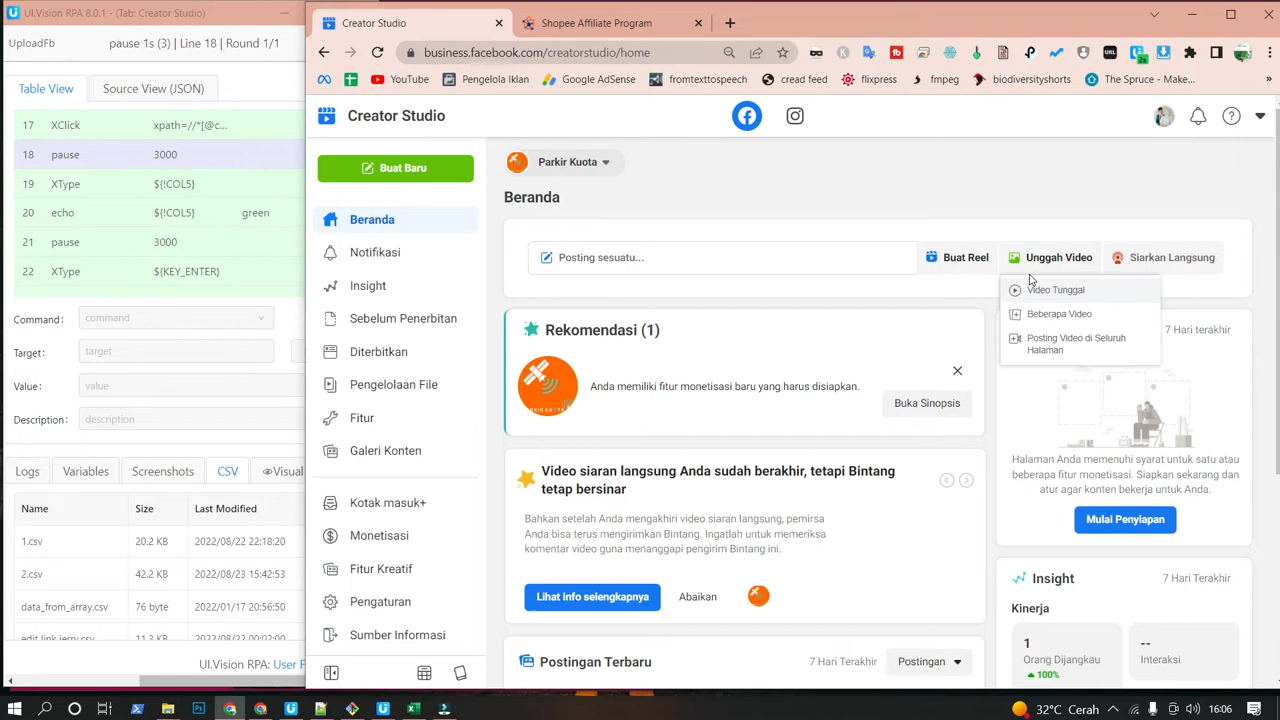 UI.Vision RPA 8.0.1 - (Tab: Creator Studio)
UploadFb
pause 1s (3) | Line 18 | Round 1/1
Table View
Source View (JSON)
17 XClick xpath=//*[@c...
18 pause 3000
19 XType ${!COL5}
20 echo ${!COL5} green
21 pause 3000
22 XType ${KEY_ENTER}
Command: command
Target: target
Value: value
Description: description
Logs
Variables
Screenshots
CSV
Visual
Name Size Last Modified
1.csv 20.2 KB 2022/08/22 22:18:20
2.csv 42.2 KB 2022/08/23 15:42:53
data_from_array.csv 76 byte 2022/01/17 20:56:50
edit_link_jerry.csv 11.3 KB 2022/08/22 00:02:00
UI.Vision RPA: User F
Creator Studio
Shopee Affiliate Program
business.facebook.com/creatorstudio/home
YouTube
Pengelola Iklan
Google AdSense
fromtexttospeech
cread feed
flixpress
fmpeg
biodiversityshorts
The Spruce - Make...
Creator Studio
Buat Baru
Beranda
Notifikasi
Insight
Sebelum Penerbitan
Diterbitkan
Pengelolaan File
Fitur
Galeri Konten
Kotak masuk+
Monetisasi
Fitur Kreatif
Pengaturan
Sumber Informasi
Parkir Kuota
Beranda
Posting sesuatu...
Buat Reel
Unggah Video
Siarkan Langsung
Video Tunggal
Beberapa Video
Posting Video di Seluruh
Halaman
Rekomendasi (1)
Anda memiliki fitur monetisasi baru yang harus disiapkan.
Buka Sinopsis
Video siaran langsung Anda sudah berakhir, tetapi Bintang
tetap bersinar
Bahkan setelah Anda mengakhiri video siaran langsung, pemirsa
Anda bisa terus mengirimkan Bintang. Ingatlah untuk memeriksa
komentar video guna menanggapi pengirim Bintang ini.
Lihat info selengkapnya
Abaikan
Postingan Terbaru
7 Hari Terakhir
Postingan
7 Hari terakhir
Halaman Anda memenuhi syarat untuk satu atau
beberapa fitur monetisasi. Siapkan sekarang dan
atur agar konten bekerja untuk Anda.
Mulai Penyiapan
Insight
7 Hari Terakhir
Kinerja
1
Orang Dijangkau
100%
--
Interaksi
32°C Cerah
16:06